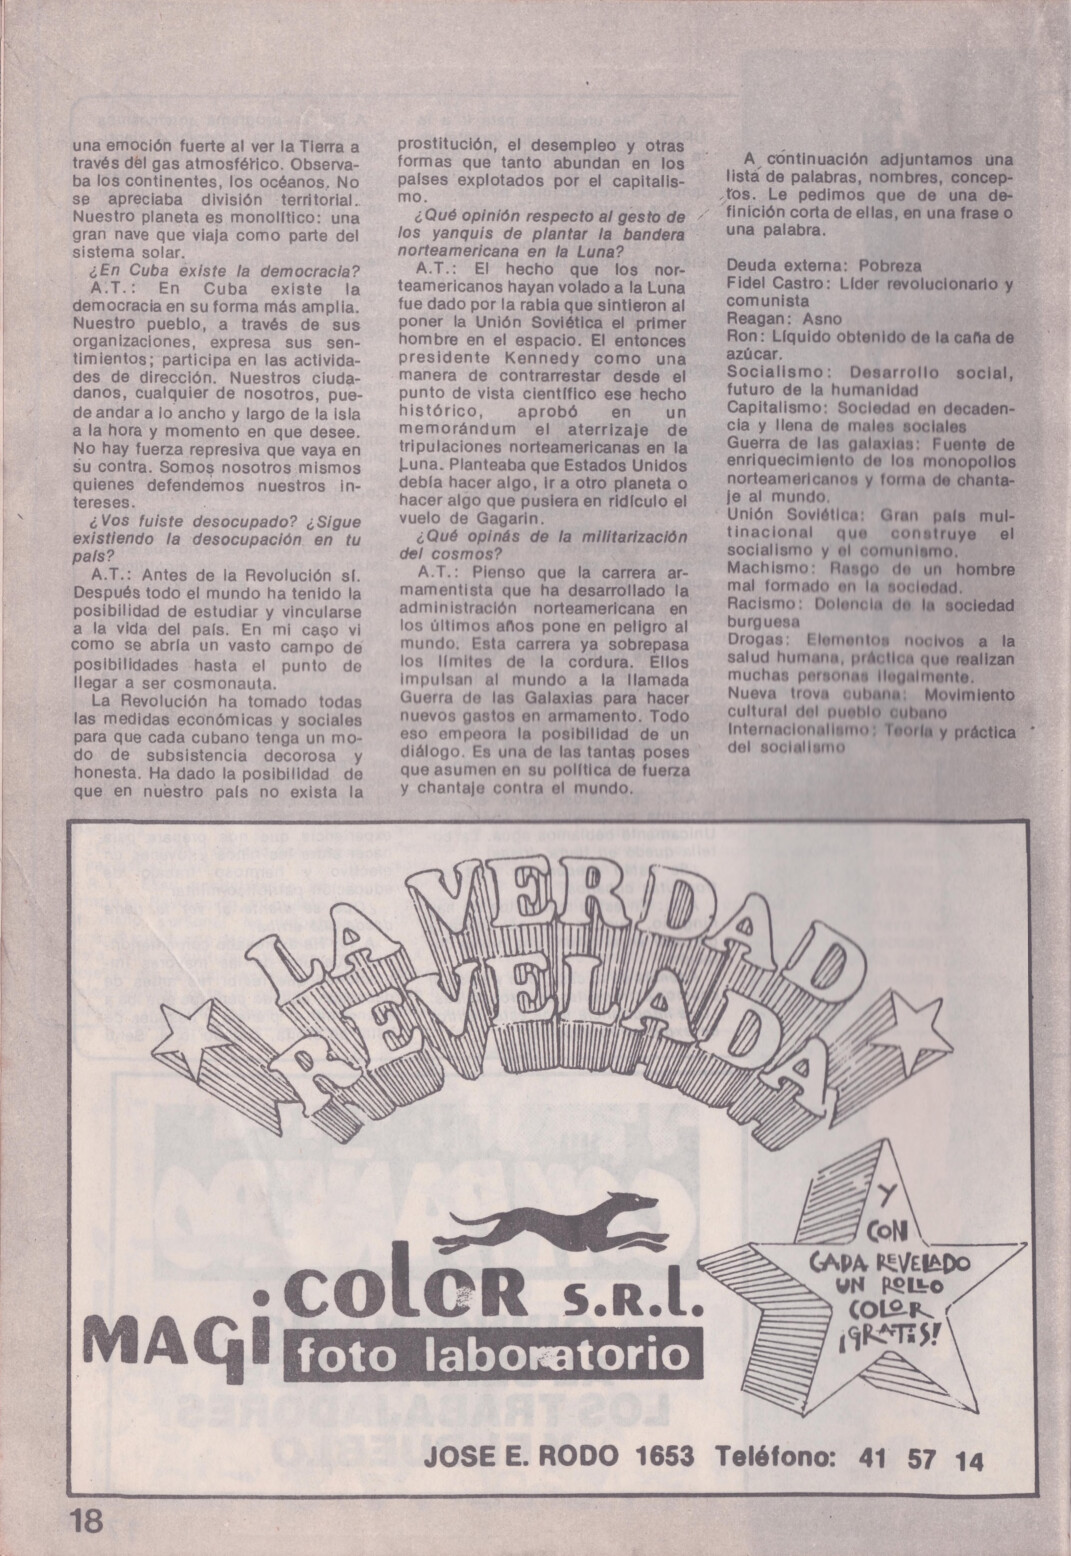 una emoción fuerte al ver la Tierra a
través del gas atmosférico. Observa-
ba los continentes, los océanos. No
se apreciaba división territorial.
Nuestro planeta es monolítico: una
gran nave que viaja como parte del
sistema solar.
¿En Cuba existe la democracia?
A.T.: En Cuba existe la
democracia en su forma más amplia.
Nuestro pueblo, a través de sus
organizaciones, expresa sus sen-
timientos; participa en las activida-
des de dirección. Nuestros ciuda-
danos, cualquier de nosotros, pue-
de andar a lo ancho y largo de la isla
a la hora y momento en que desee.
No hay fuerza represiva que vaya en
su contra. Somos nosotros mismos
quienes defendemos nuestros in-
tereses.
¿Vos fuiste desocupado? ¿Sigue
existiendo la desocupación en tu
país?
A.T.: Antes de la Revolución sí.
Después todo el mundo ha tenido la
posibilidad de estudiar y vincularse
a la vida del país. En mi caso vi
como se abría un vasto campo de
posibilidades hasta el punto de
llegar a ser cosmonauta.
La Revolución ha tomado todas
las medidas económicas y sociales
para que cada cubano tenga un mo-
do de subsistencia decorosa y
honesta. Ha dado la posibilidad de
que en nuestro país no exista la
prostitución, el desempleo y otras
formas que tanto abundan en los
países explotados por el capitalis-
mo.
¿Qué opinión respecto al gesto de
los yanquis de plantar la bandera
norteamericana en la Luna?
A.T.: El hecho que los nor-
teamericanos hayan volado a la Luna
fue dado por la rabia que sintieron al
poner la Unión Soviética el primer
hombre en el espacio. El entonces
presidente Kennedy como una
manera de contrarrestar desde el
punto de vista científico ese hecho
histórico, aprobó en un
memorándum el aterrizaje de
tripulaciones norteamericanas en la
Luna. Planteaba que Estados Unidos
debía hacer algo, ir a otro planeta o
hacer algo que pusiera en ridículo el
vuelo de Gagarin.
¿Qué opinás de la militarización
del cosmos?
A.T.: Pienso que la carrera ar-
mamentista que ha desarrollado la
administración norteamericana en
los últimos años pone en peligro al
mundo. Esta carrera ya sobrepasa
los límites de la cordura. Ellos
impulsan al mundo a la llamada
Guerra de las Galaxias para hacer
nuevos gastos en armamento. Todo
eso empeora la posibilidad de un
diálogo. Es una de las tantas poses
que asumen en su política de fuerza
y chantaje contra el mundo.
A continuación adjuntamos una
lista de palabras, nombres, concep-
tos. Le pedimos que de una de-
finición corta de ellas, en una frase o
una palabra.
Deuda externa: Pobreza
Fidel Castro: Líder revolucionario y
comunista
Reagan: Asno
Ron: Líquido obtenido de la caña de
azúcar.
Socialismo: Desarrollo social,
futuro de la humanidad
Capitalismo: Sociedad en decaden-
cia y llena de males sociales
Guerra de las galaxias: Fuente de
enriquecimiento de los monopolios
norteamericanos y forma de chanta-
je al mundo.
Unión Soviética: Gran país mul-
tinacional que construye el
socialismo y el comunismo.
Machismo: Rasgo de un hombre
mal formado en la sociedad.
Racismo: Dolencia de la sociedad
burguesa
Drogas: Elementos nocivos a la
salud humana, práctica que realizan
muchas personas ilegalmente.
Nueva trova cubana: Movimiento
cultural del pueblo cubano
Internacionalismo: Teoría y práctica
del socialismo
LA VERDAD
REVELADA
MAGICOLOR S.R.L.
foto laboratorio
Y
CON
CADA REVELADO
UN ROLLO
COLOR
¡GRATIS!
JOSE E. RODO 1653 Teléfono: 41 57 14
18